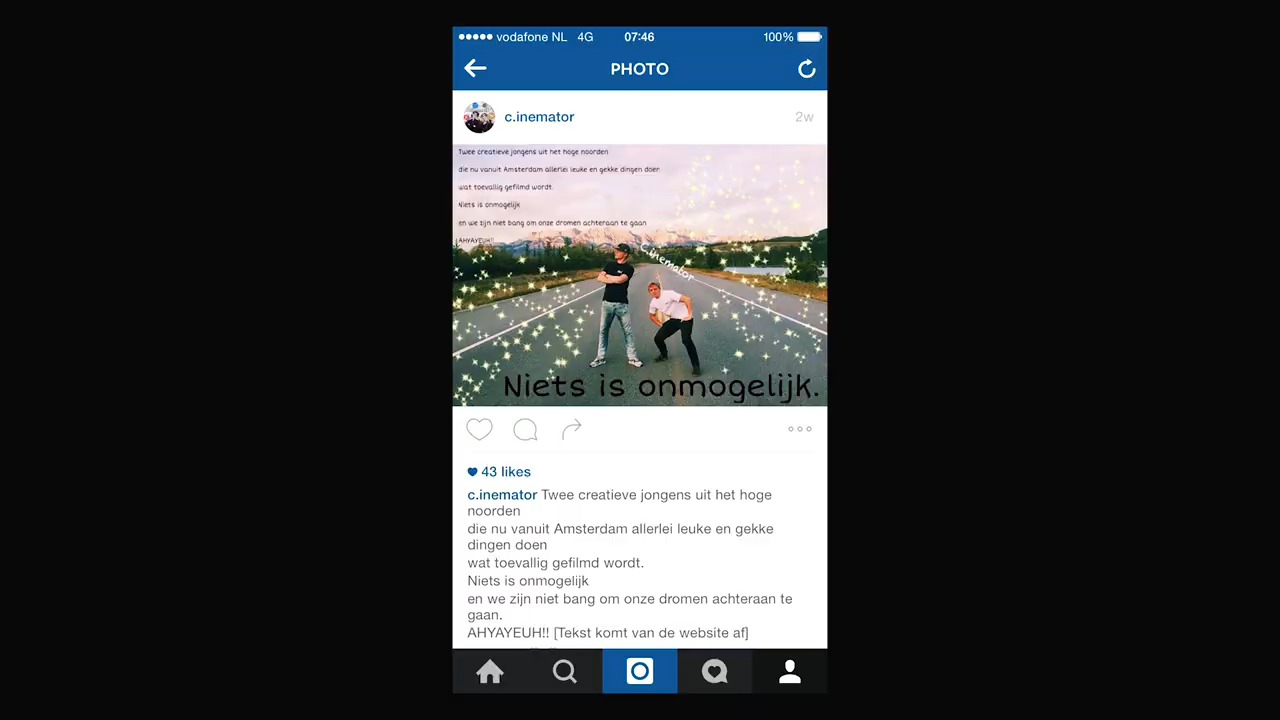 vodafone NL 4G 07:46 100%
PHOTO
c.inemator 2w
Twee creatieve jongens uit het hoge noorden
die nu vanuit Amsterdam allerlei leuke en gekke dingen doen
wat toevallig gefilmd wordt.
Niets is onmogelijk
en we zijn niet bang om onze dromen achteraan te gaan
AHYAYEUH!!
C.inemator
Niets is onmogelijk.
43 likes
c.inemator Twee creatieve jongens uit het hoge
noorden
die nu vanuit Amsterdam allerlei leuke en gekke
dingen doen
wat toevallig gefilmd wordt.
Niets is onmogelijk
en we zijn niet bang om onze dromen achteraan te
gaan.
AHYAYEUH!! [Tekst komt van de website af]